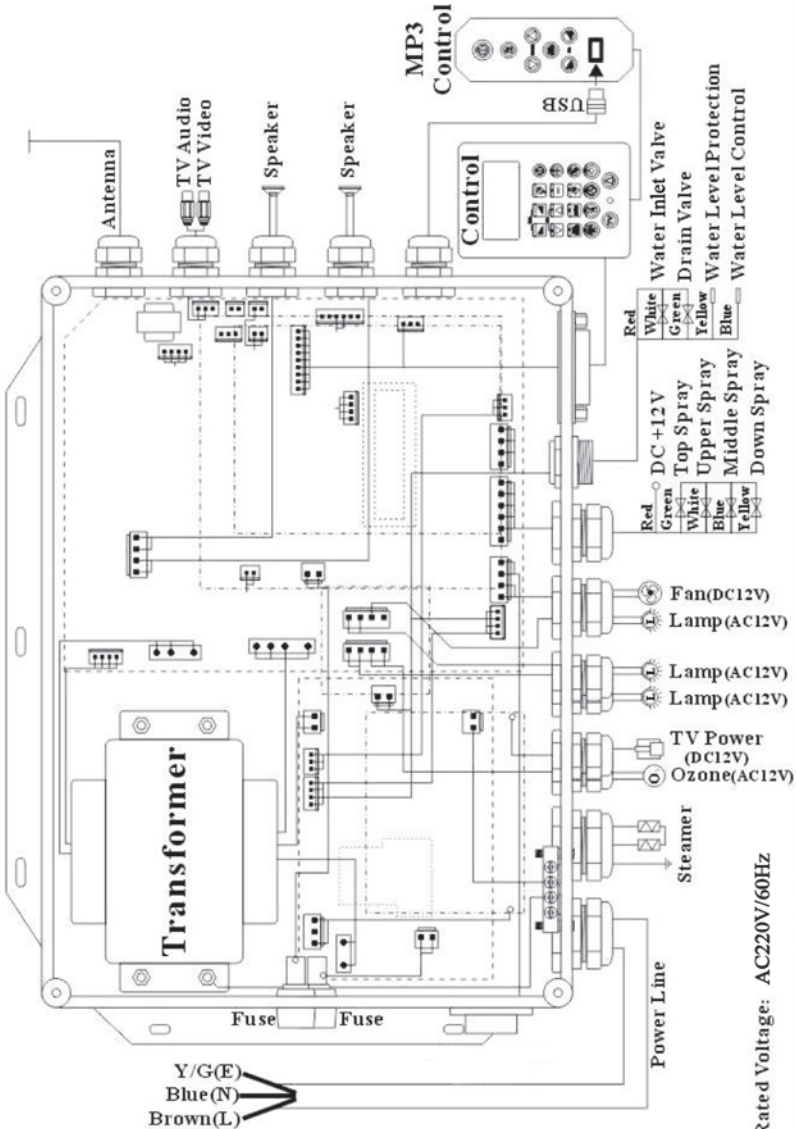 MP3
Control
USB
Antenna
TV Audio
TV Video
Speaker
Speaker
Control
Red
White
Green
Yellow
Blue
Water Inlet Valve
Drain Valve
Water Level Protection
Water Level Control
Red
Green
White
Blue
Yellow
DC +12V
Top Spray
Upper Spray
Middle Spray
Down Spray
Fan(DC12V)
L Lamp(AC12V)
L Lamp(AC12V)
L Lamp(AC12V)
TV Power
(DC12V)
Ozone(AC12V)
Steamer
Transformer
Fuse
Fuse
Power Line
Y/G(E)
Blue(N)
Brown(L)
Rated Voltage: AC220V/60Hz